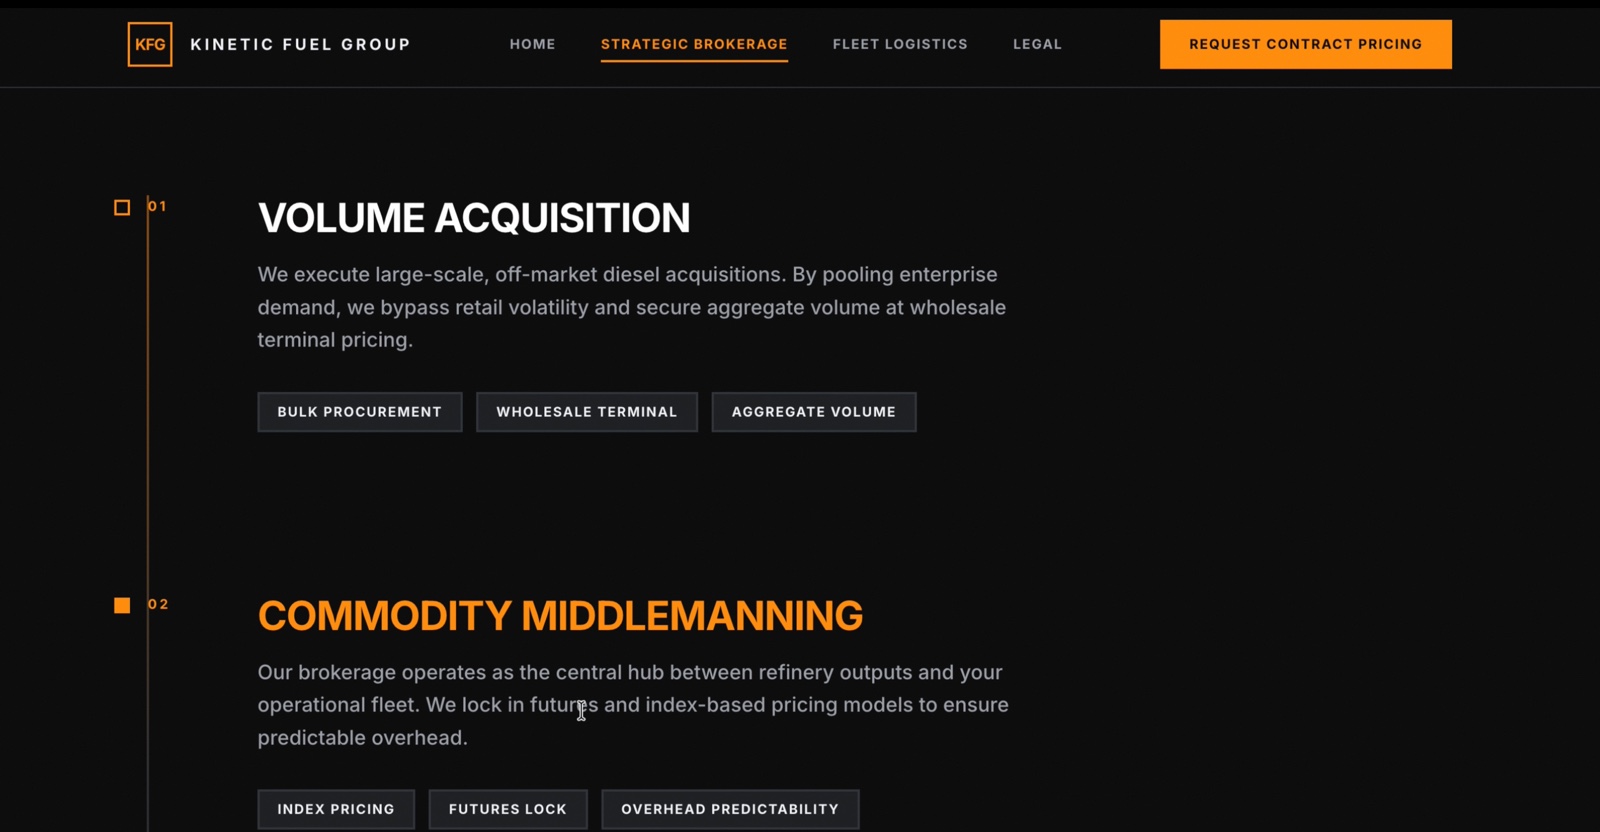 KFG KINETIC FUEL GROUP HOME STRATEGIC BROKERAGE FLEET LOGISTICS LEGAL REQUEST CONTRACT PRICING
01
VOLUME ACQUISITION
We execute large-scale, off-market diesel acquisitions. By pooling enterprise
demand, we bypass retail volatility and secure aggregate volume at wholesale
terminal pricing.
BULK PROCUREMENT WHOLESALE TERMINAL AGGREGATE VOLUME
02
COMMODITY MIDDLEMANNING
Our brokerage operates as the central hub between refinery outputs and your
operational fleet. We lock in futures and index-based pricing models to ensure
predictable overhead.
INDEX PRICING FUTURES LOCK OVERHEAD PREDICTABILITY